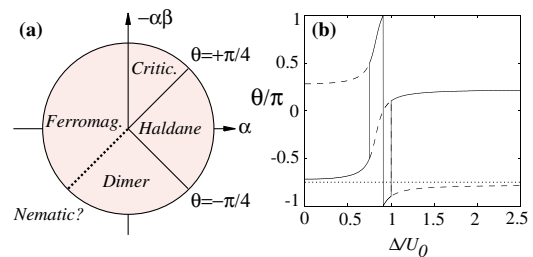 (a)
−αβ
θ=+π/4
Critic.
Ferromag.
Haldane
α
Dimer
Nematic?
θ=−π/4
(b)
1
0.5
θ/π
0
-0.5
-1
0 0.5 1 1.5 2 2.5
Δ/U0